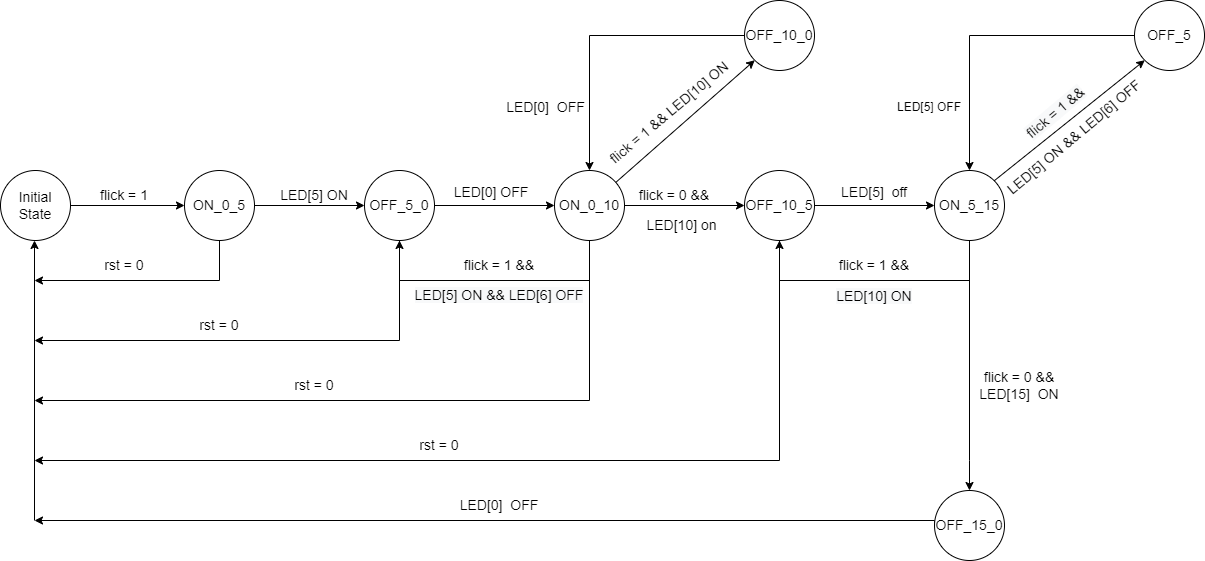 OFF_10_0
OFF_5
flick = 1 && LED[10] ON
flick = 1 &&
LED[5] ON && LED[6] OFF
LED[0]  OFF
LED[5] OFF
Initial
State
flick = 1
ON_0_5
LED[5] ON
OFF_5_0
LED[0] OFF
ON_0_10
flick = 0 &&
LED[10] on
OFF_10_5
LED[5]  off
ON_5_15
rst = 0
flick = 1 &&
LED[5] ON && LED[6] OFF
flick = 1 &&
LED[10] ON
rst = 0
rst = 0
flick = 0 &&
LED[15]  ON
rst = 0
LED[0]  OFF
OFF_15_0